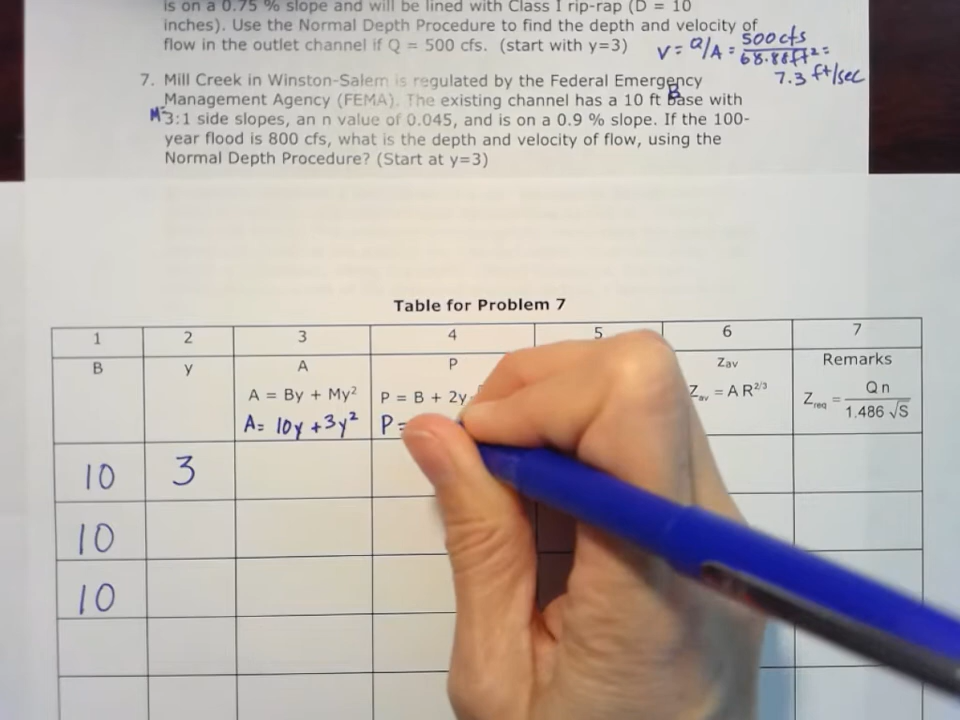 is on a 0.75 % slope and will be lined with Class I rip-rap (D = 10
inches). Use the Normal Depth Procedure to find the depth and velocity of
flow in the outlet channel if Q = 500 cfs. (start with y=3)
V = Q/A = 500 cfs / 68.88 ft² =
7.3 ft/sec
7. Mill Creek in Winston-Salem is regulated by the Federal Emergency
Management Agency (FEMA). The existing channel has a 10 ft base with
B
M 3:1 side slopes, an n value of 0.045, and is on a 0.9 % slope. If the 100-
year flood is 800 cfs, what is the depth and velocity of flow, using the
Normal Depth Procedure? (Start at y=3)
Table for Problem 7
1 2 3 4 5 6 7
B y A P Zav Remarks
A = By + My² P = B + 2y Zav = A R^2/3 Zreq = Q n / 1.486 √S
A = 10y + 3y² P =
10 3
10
10